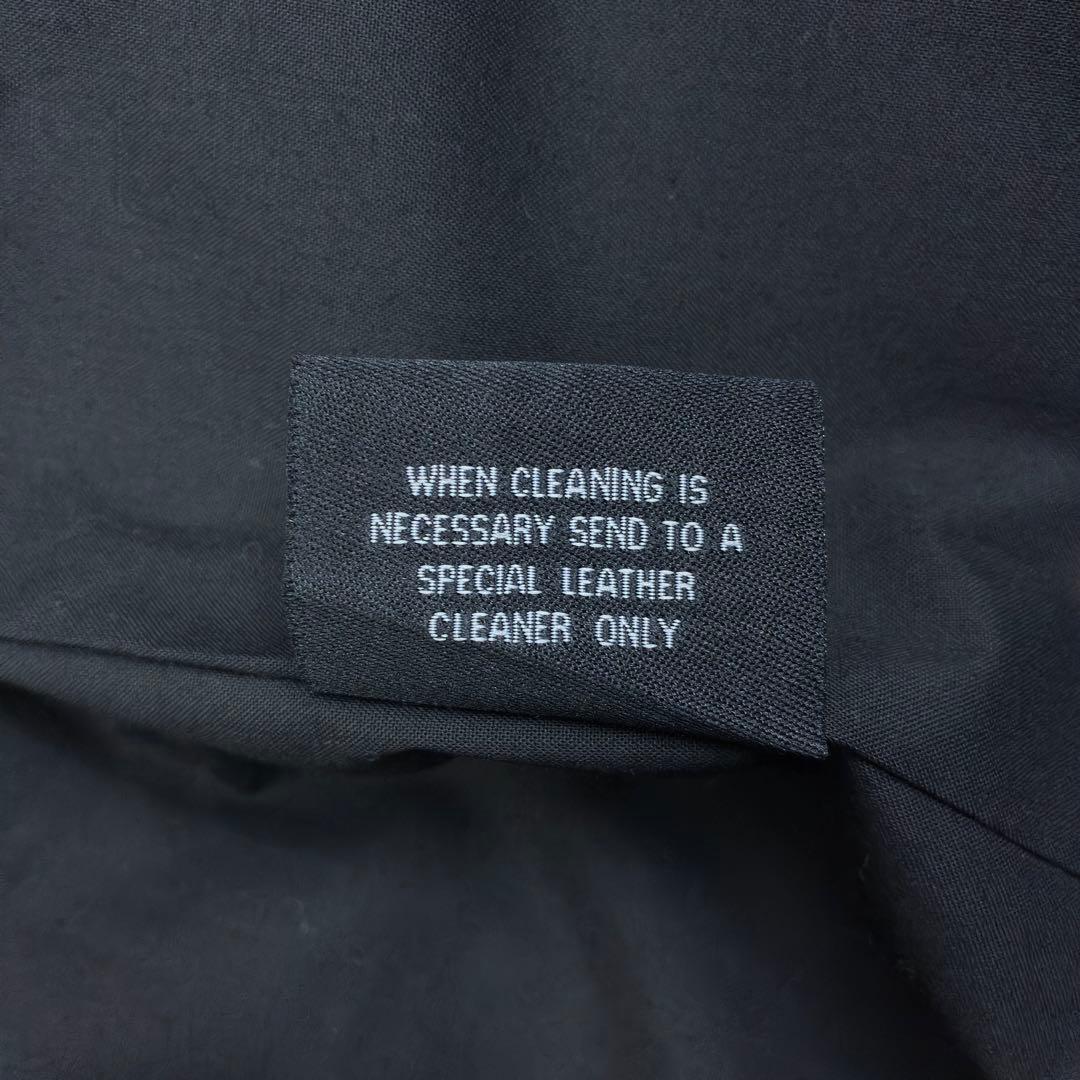 WHEN CLEANING IS
NECESSARY SEND TO A
SPECIAL LEATHER
CLEANER ONLY